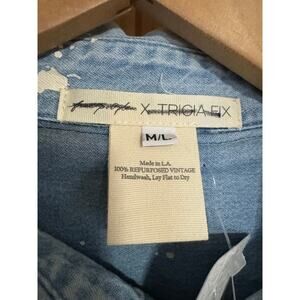 X TRICIA FIX
M/L
Made in L.A.
100% REPURPOSED VINTAGE
Handwash, Lay Flat to Dry